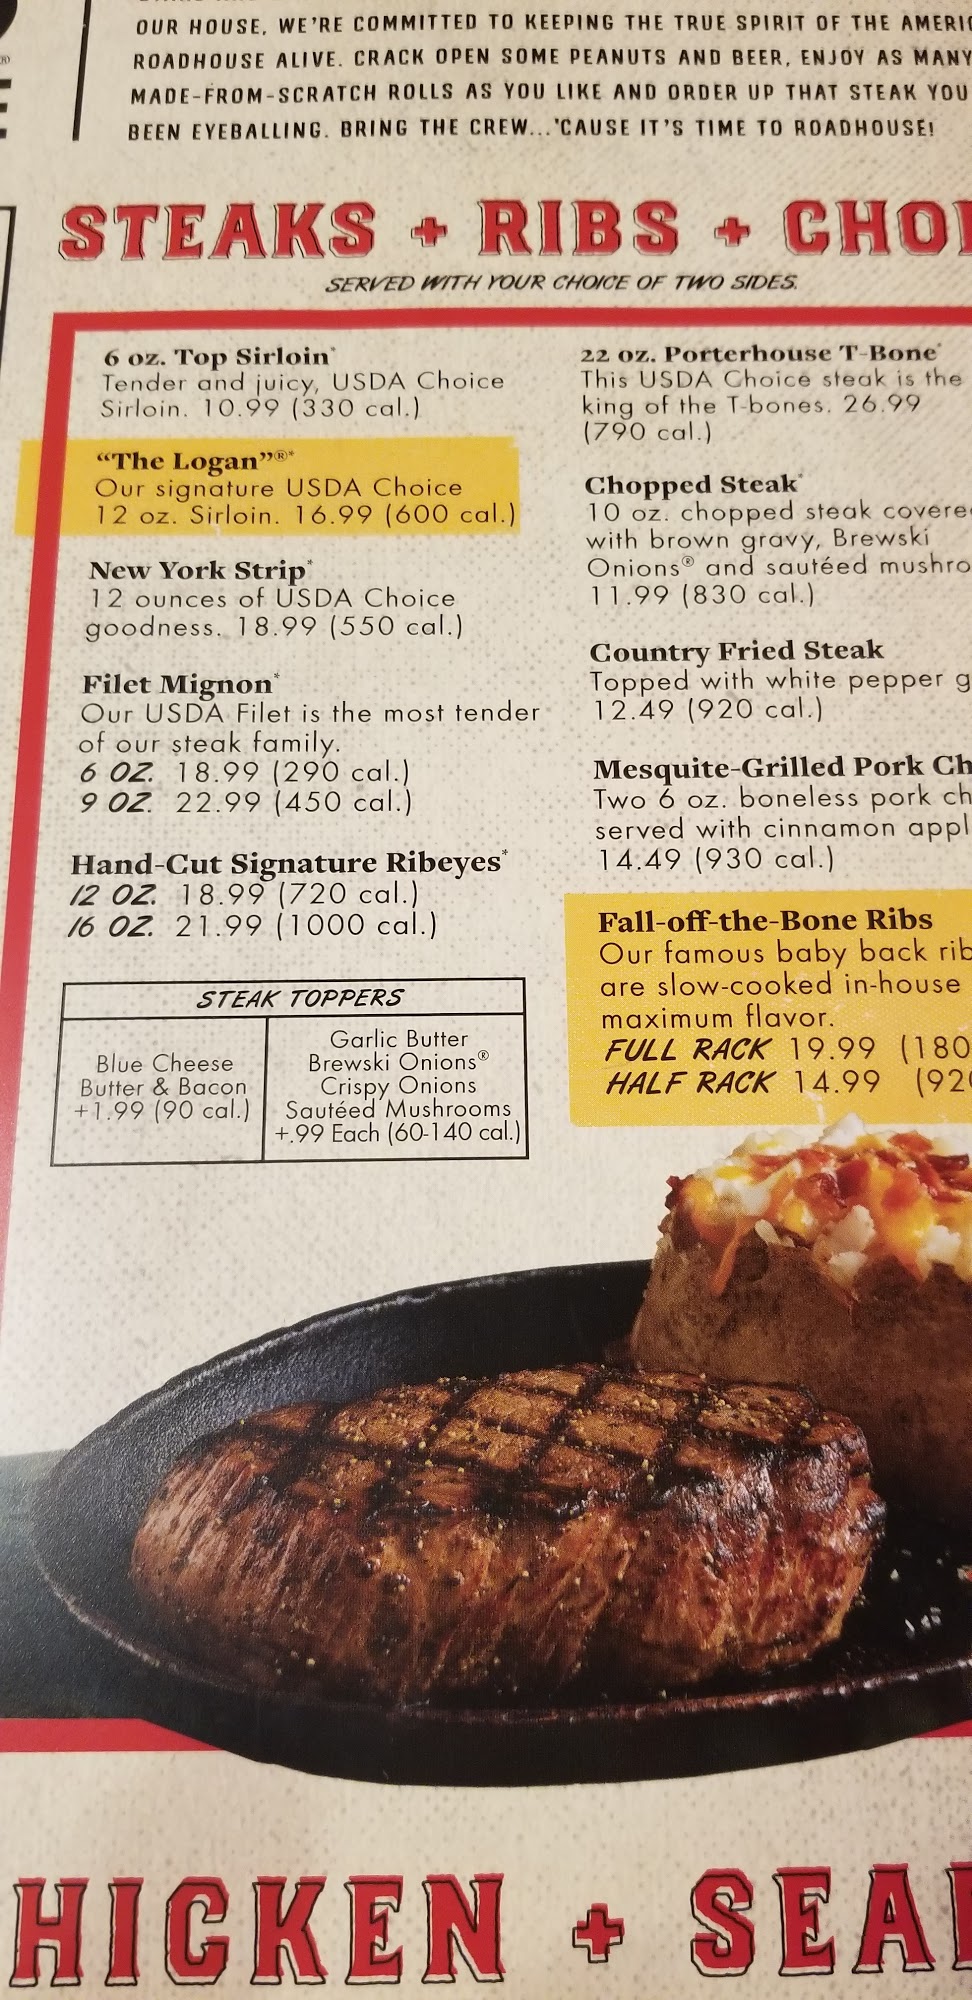 OUR HOUSE, WE'RE COMMITTED TO KEEPING THE TRUE SPIRIT OF THE AMERIC
ROADHOUSE ALIVE. CRACK OPEN SOME PEANUTS AND BEER, ENJOY AS MANY
MADE-FROM-SCRATCH ROLLS AS YOU LIKE AND ORDER UP THAT STEAK YOU
BEEN EYEBALLING. BRING THE CREW...'CAUSE IT'S TIME TO ROADHOUSE!
STEAKS + RIBS + CHO
SERVED WITH YOUR CHOICE OF TWO SIDES.
6 oz. Top Sirloin*
Tender and juicy, USDA Choice
Sirloin. 10.99 (330 cal.)
"The Logan"®*
Our signature USDA Choice
12 oz. Sirloin. 16.99 (600 cal.)
New York Strip*
12 ounces of USDA Choice
goodness. 18.99 (550 cal.)
Filet Mignon*
Our USDA Filet is the most tender
of our steak family.
6 OZ. 18.99 (290 cal.)
9 OZ. 22.99 (450 cal.)
Hand-Cut Signature Ribeyes*
12 OZ. 18.99 (720 cal.)
16 OZ. 21.99 (1000 cal.)
STEAK TOPPERS
Blue Cheese
Butter & Bacon
+1.99 (90 cal.)
Garlic Butter
Brewski Onions®
Crispy Onions
Sautéed Mushrooms
+.99 Each (60-140 cal.)
22 oz. Porterhouse T-Bone*
This USDA Choice steak is the
king of the T-bones. 26.99
(790 cal.)
Chopped Steak*
10 oz. chopped steak covere
with brown gravy, Brewski
Onions® and sautéed mushro
11.99 (830 cal.)
Country Fried Steak
Topped with white pepper g
12.49 (920 cal.)
Mesquite-Grilled Pork Ch
Two 6 oz. boneless pork ch
served with cinnamon appl
14.49 (930 cal.)
Fall-off-the-Bone Ribs
Our famous baby back rib
are slow-cooked in-house
maximum flavor.
FULL RACK 19.99 (180
HALF RACK 14.99 (920
HICKEN + SEA